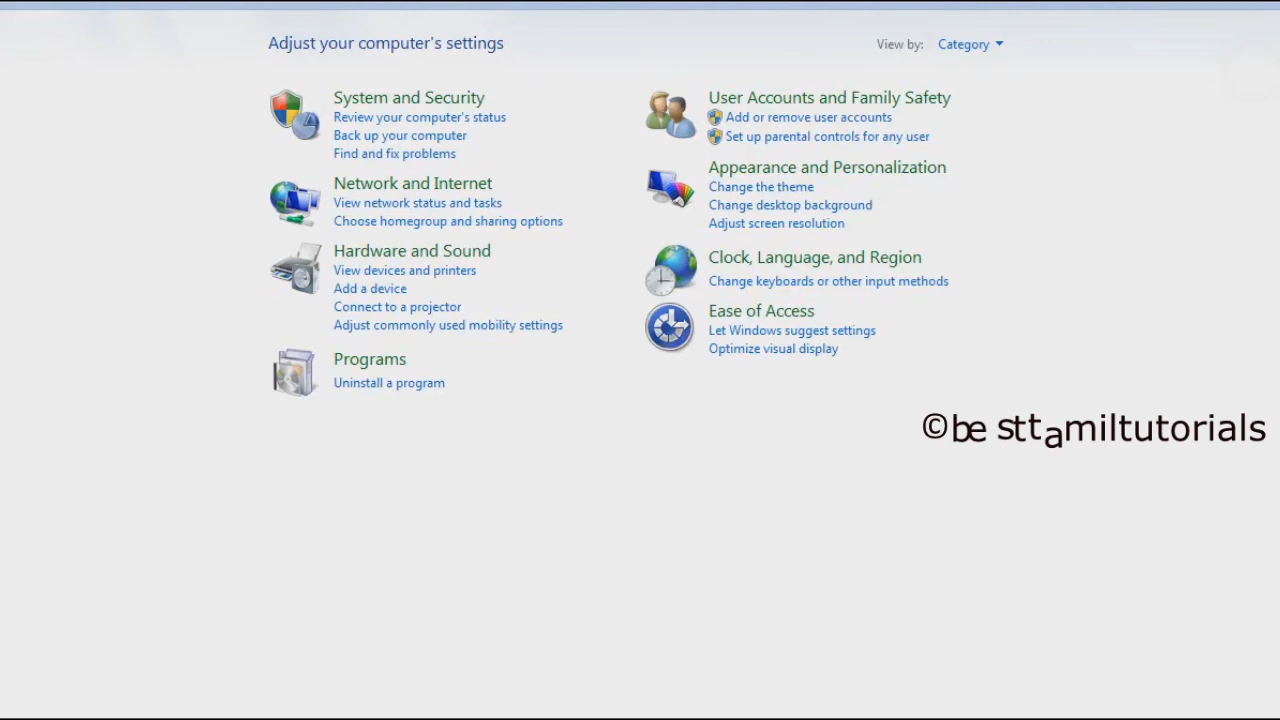 Adjust your computer's settings
View by: Category
System and Security
Review your computer's status
Back up your computer
Find and fix problems
Network and Internet
View network status and tasks
Choose homegroup and sharing options
Hardware and Sound
View devices and printers
Add a device
Connect to a projector
Adjust commonly used mobility settings
Programs
Uninstall a program
User Accounts and Family Safety
Add or remove user accounts
Set up parental controls for any user
Appearance and Personalization
Change the theme
Change desktop background
Adjust screen resolution
Clock, Language, and Region
Change keyboards or other input methods
Ease of Access
Let Windows suggest settings
Optimize visual display
©be sttamiltutorials